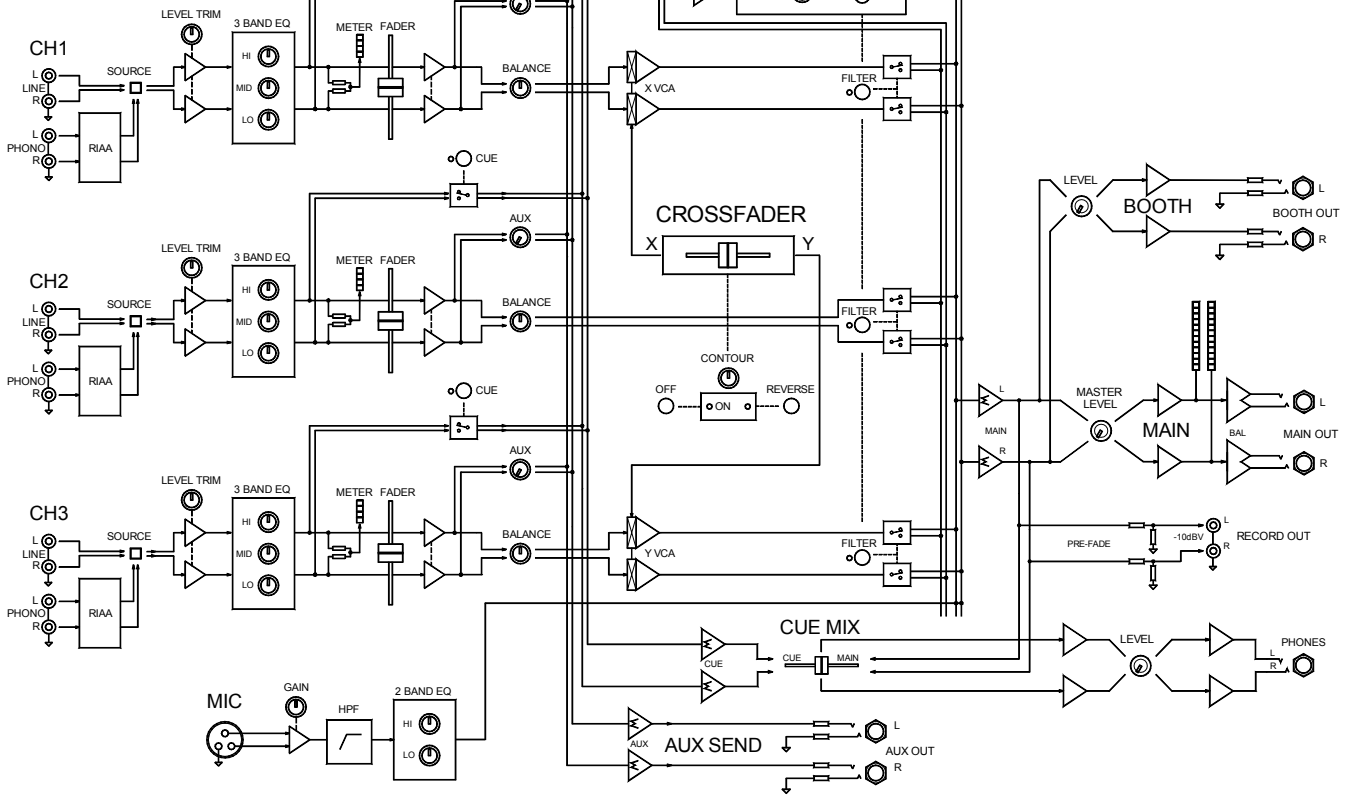 CH1
L
LINE
R
L
PHONO
R
SOURCE
RIAA
LEVEL TRIM
3 BAND EQ
HI
MID
LO
METER
FADER
BALANCE
X VCA
FILTER
CUE
AUX
CH2
L
LINE
R
L
PHONO
R
SOURCE
RIAA
LEVEL TRIM
3 BAND EQ
HI
MID
LO
METER
FADER
BALANCE
CROSSFADER
X
Y
CONTOUR
OFF
ON
REVERSE
FILTER
CUE
AUX
CH3
L
LINE
R
L
PHONO
R
SOURCE
RIAA
LEVEL TRIM
3 BAND EQ
HI
MID
LO
METER
FADER
BALANCE
Y VCA
FILTER
LEVEL
BOOTH
L
BOOTH OUT
R
L
MAIN
R
MASTER
LEVEL
MAIN
BAL
L
MAIN OUT
R
PRE-FADE
-10dBV
L
R
RECORD OUT
CUE
CUE MIX
CUE
MAIN
LEVEL
PHONES
L
R
MIC
GAIN
HPF
2 BAND EQ
HI
LO
AUX
AUX SEND
L
AUX OUT
R